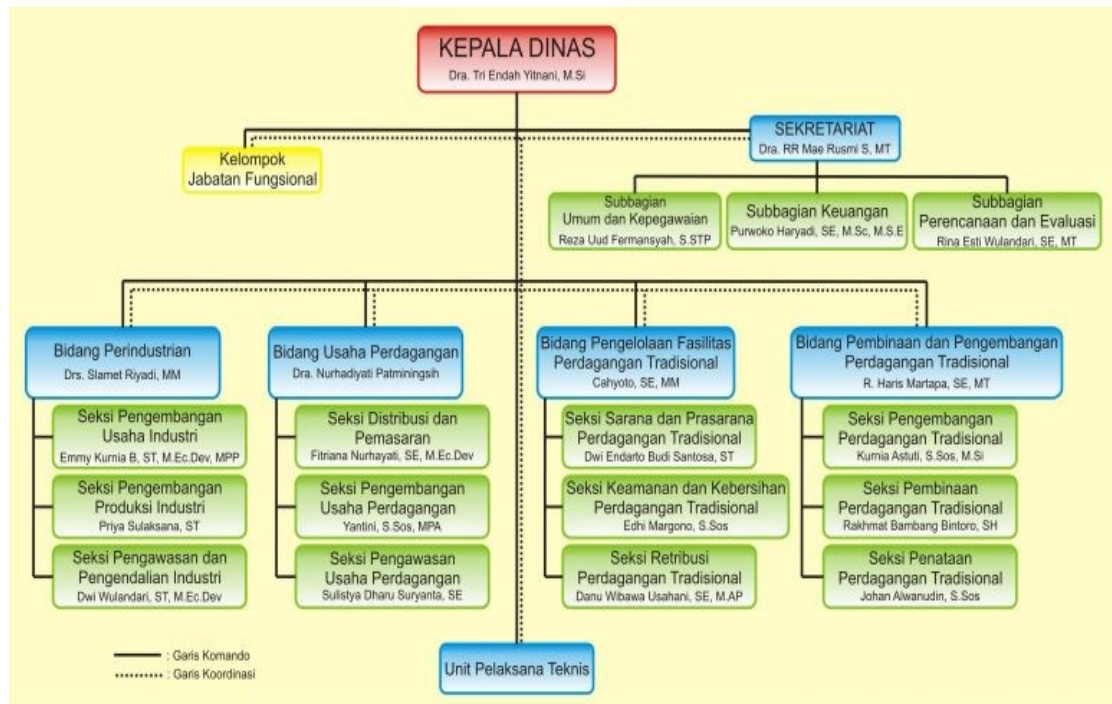 KEPALA DINAS
Dra. Tri Endah Yitnani, M.Si
SEKRETARIAT
Dra. RR Mae Rusmi S, MT
Kelompok
Jabatan Fungsional
Subbagian
Umum dan Kepegawaian
Reza Uud Fermansyah, S.STP
Subbagian Keuangan
Purwoko Haryadi, SE, M.Sc, M.S.E
Subbagian
Perencanaan dan Evaluasi
Rina Esti Wulandari, SE, MT
Bidang Perindustrian
Drs. Slamet Riyadi, MM
Seksi Pengembangan
Usaha Industri
Emmy Kurnia B, ST, M.Ec.Dev, MPP
Seksi Pengembangan
Produksi Industri
Priya Sulaksana, ST
Seksi Pengawasan dan
Pengendalian Industri
Dwi Wulandari, ST, M.Ec.Dev
Bidang Usaha Perdagangan
Dra. Nurhadiyati Patminingsih
Seksi Distribusi dan
Pemasaran
Fitriana Nurhayati, SE, M.Ec.Dev
Seksi Pengembangan
Usaha Perdagangan
Yantini, S.Sos, MPA
Seksi Pengawasan
Usaha Perdagangan
Sulistya Dharu Suryanta, SE
Bidang Pengelolaan Fasilitas
Perdagangan Tradisional
Cahyoto, SE, MM
Seksi Sarana dan Prasarana
Perdagangan Tradisional
Dwi Endarto Budi Santosa, ST
Seksi Keamanan dan Kebersihan
Perdagangan Tradisional
Edhi Margono, S.Sos
Seksi Retribusi
Perdagangan Tradisional
Danu Wibawa Usahani, SE, M.AP
Bidang Pembinaan dan Pengembangan
Perdagangan Tradisional
R. Haris Martapa, SE, MT
Seksi Pengembangan
Perdagangan Tradisional
Kurnia Astuti, S.Sos, M.Si
Seksi Pembinaan
Perdagangan Tradisional
Rakhmat Bambang Bintoro, SH
Seksi Penataan
Perdagangan Tradisional
Johan Alwanudin, S.Sos
: Garis Komando
: Garis Koordinasi
Unit Pelaksana Teknis